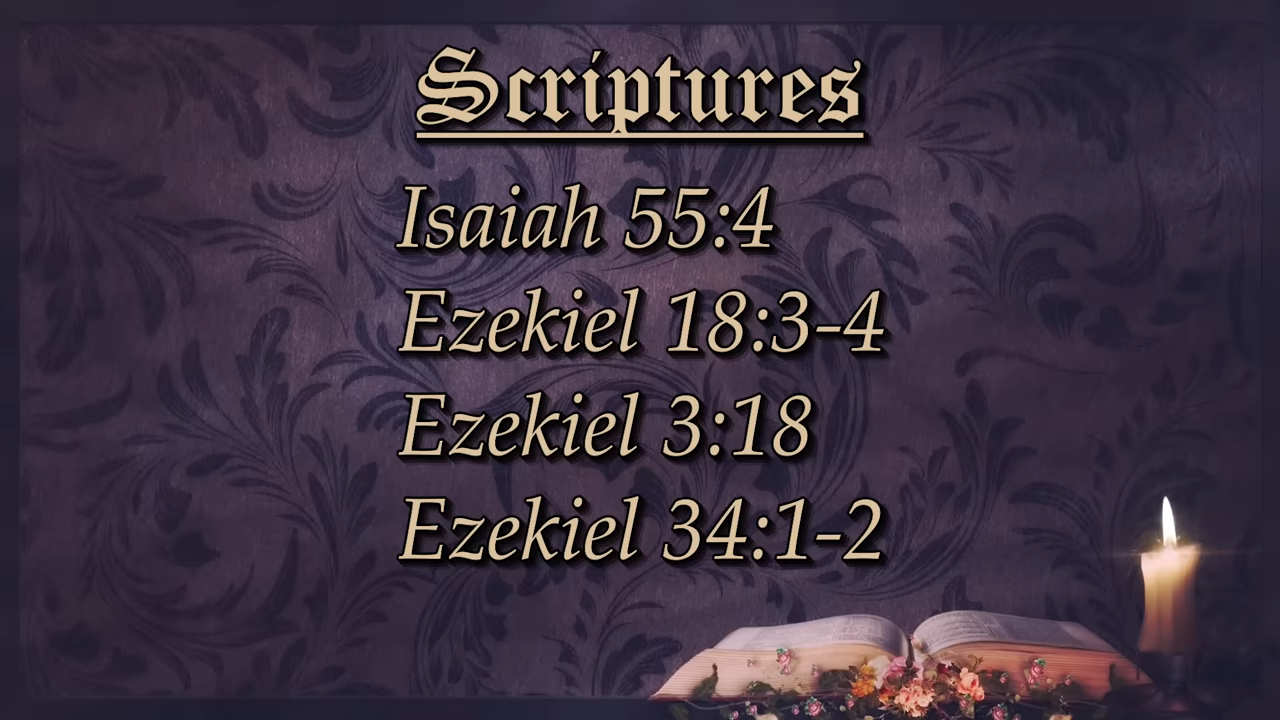 Scriptures
Isaiah 55:4
Ezekiel 18:3-4
Ezekiel 3:18
Ezekiel 34:1-2